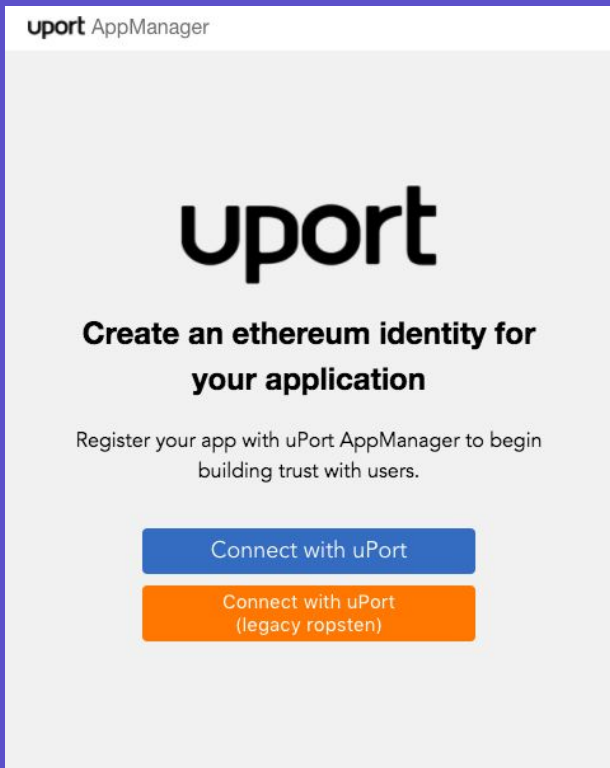 uport AppManager
uport
Create an ethereum identity for
your application
Register your app with uPort AppManager to begin
building trust with users.
Connect with uPort
Connect with uPort
(legacy ropsten)